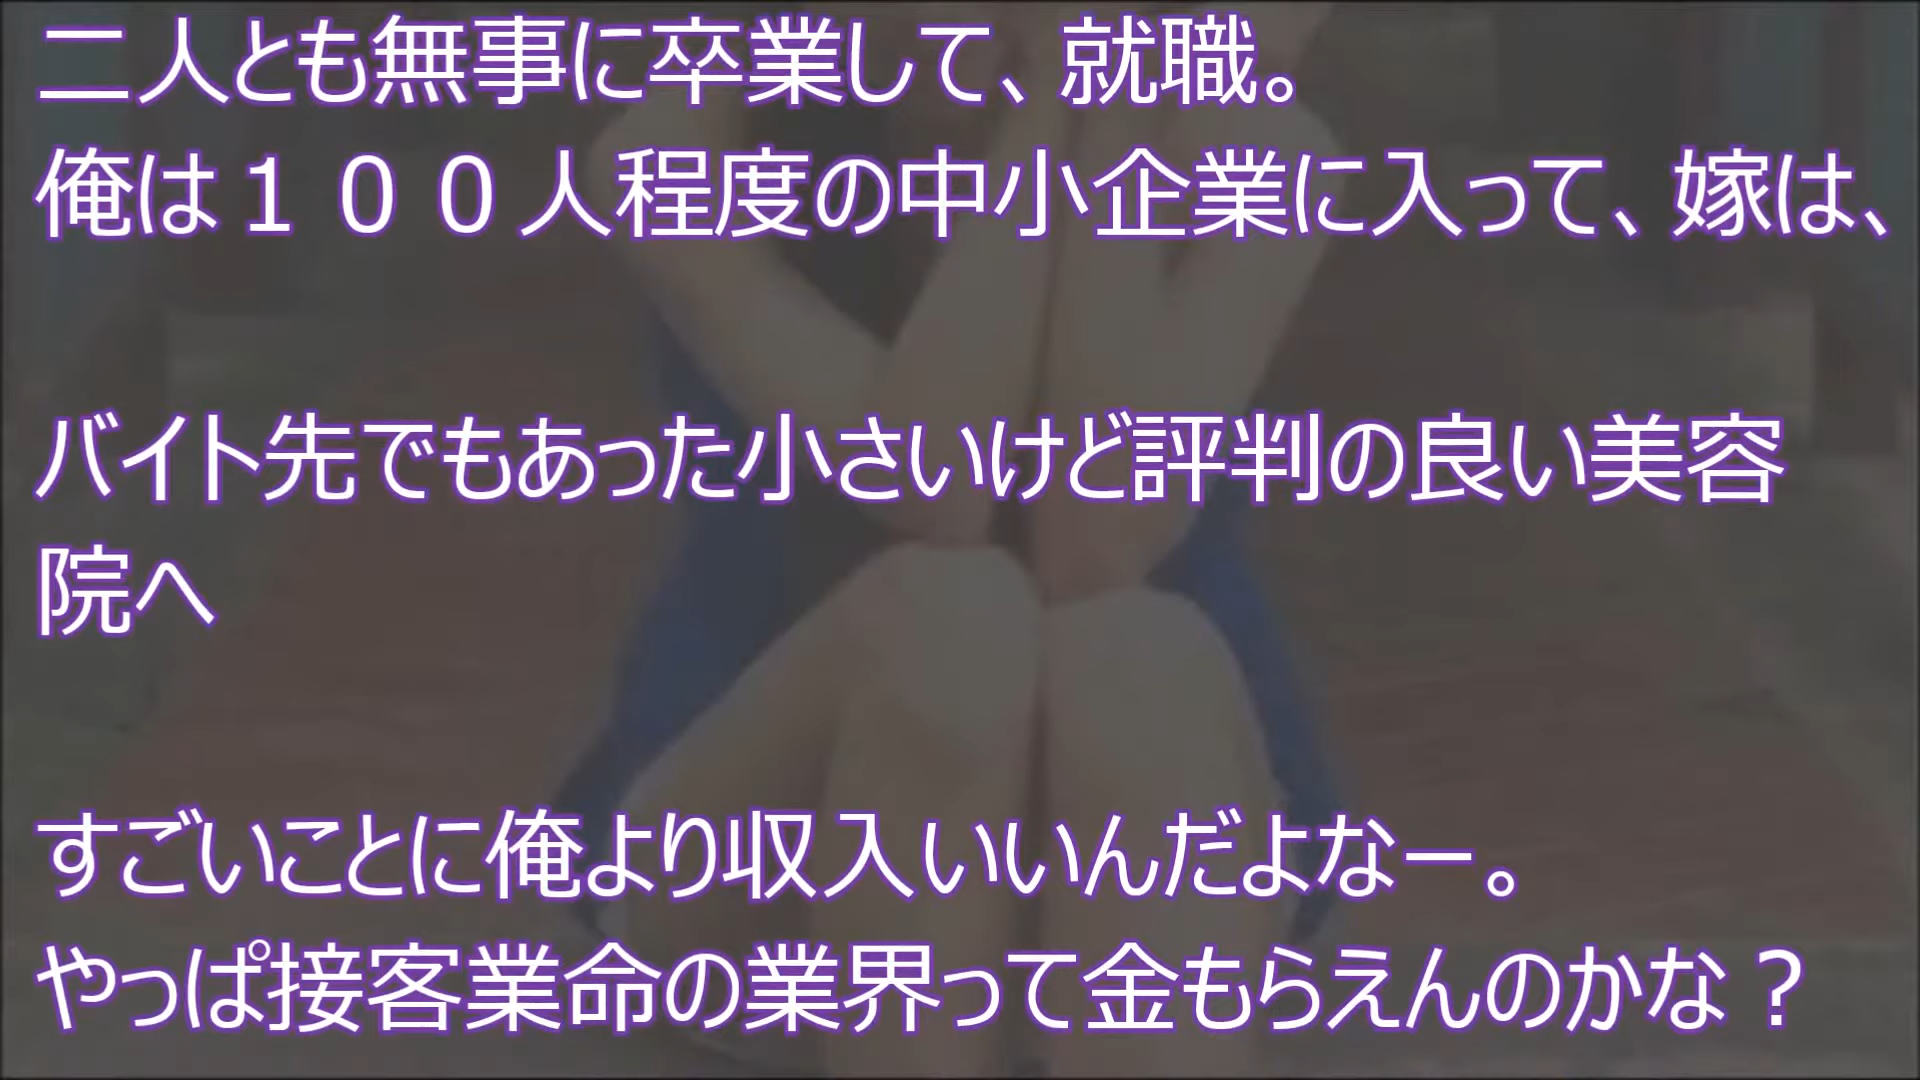 二人とも無事に卒業して、就職。
俺は１００人程度の中小企業に入って、嫁は、
バイト先でもあった小さいけど評判の良い美容
院へ
すごいことに俺より収入いいんだよなー。
やっぱ接客業命の業界って金もらえんのかな？